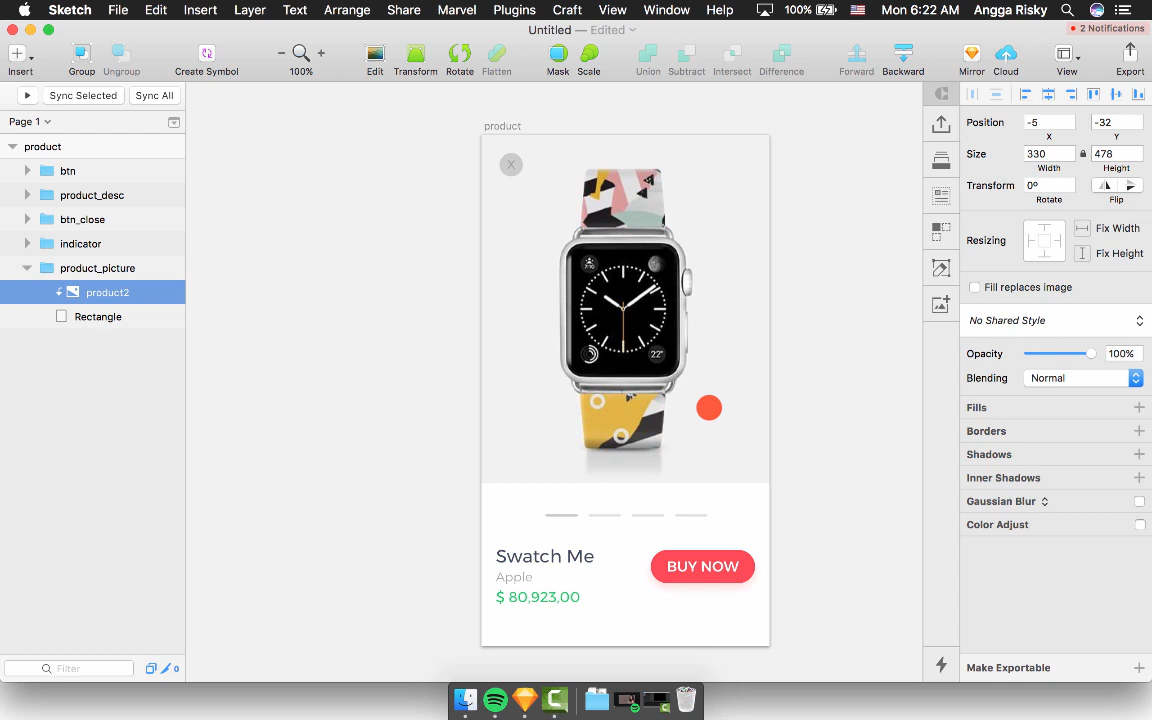 Sketch File Edit Insert Layer Text Arrange Share Marvel Plugins Craft View Window Help 100% Mon 6:22 AM Angga Risky
Untitled — Edited
2 Notifications
Insert Group Ungroup Create Symbol 100% Edit Transform Rotate Flatten Mask Scale Union Subtract Intersect Difference Forward Backward Mirror Cloud View Export
Sync Selected Sync All
Page 1
product
btn
product_desc
btn_close
indicator
product_picture
product2
Rectangle
Filter 0
product
X
22°
Swatch Me
Apple
$ 80,923,00
BUY NOW
Position -5 -32
X Y
Size 330 478
Width Height
Transform 0º
Rotate Flip
Resizing Fix Width
Fix Height
Fill replaces image
No Shared Style
Opacity 100%
Blending Normal
Fills
Borders
Shadows
Inner Shadows
Gaussian Blur
Color Adjust
Make Exportable